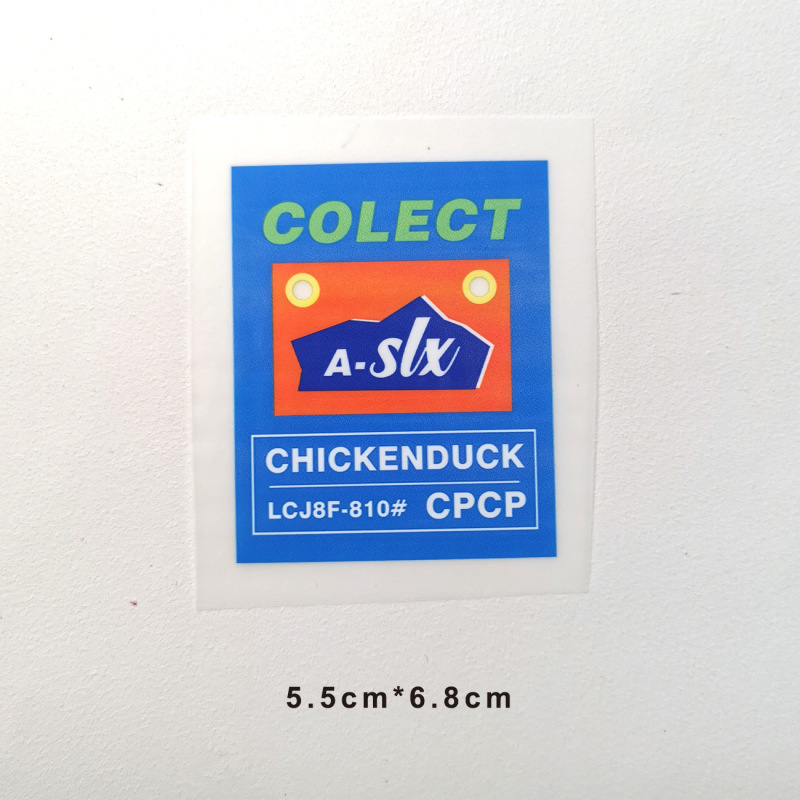 COLECT
A-slx
CHICKENDUCK
LCJ8F-810# CPCP
5.5cm*6.8cm